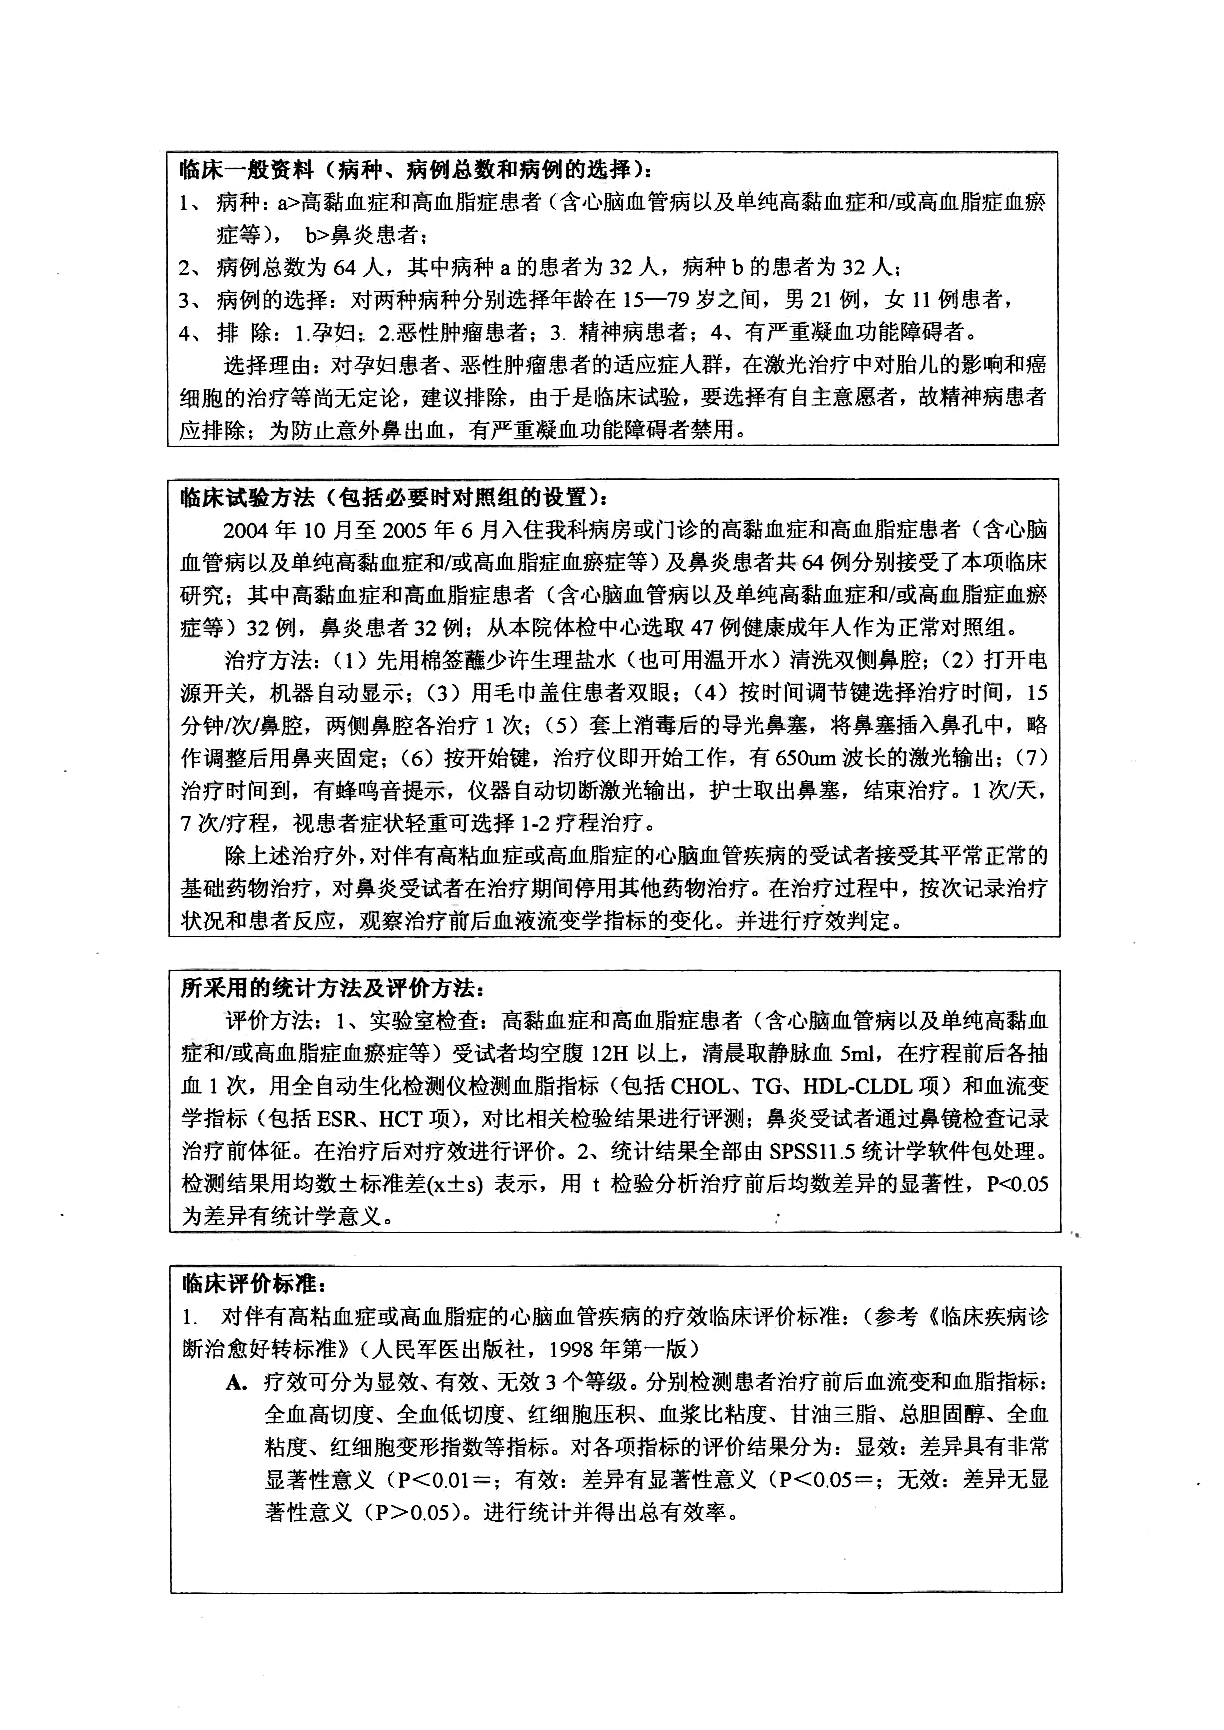 临床一般资料（病种、病例总数和病例的选择）：
1、 病种：a>高黏血症和高血脂症患者（含心脑血管病以及单纯高黏血症和/或高血脂症血瘀
症等）， b>鼻炎患者；
2、 病例总数为 64 人，其中病种 a 的患者为 32 人，病种 b 的患者为 32 人；
3、 病例的选择：对两种病种分别选择年龄在 15—79 岁之间，男 21 例，女 11 例患者，
4、 排 除：1.孕妇；2.恶性肿瘤患者；3. 精神病患者；4、有严重凝血功能障碍者。
选择理由：对孕妇患者、恶性肿瘤患者的适应症人群，在激光治疗中对胎儿的影响和癌
细胞的治疗等尚无定论，建议排除，由于是临床试验，要选择有自主意愿者，故精神病患者
应排除；为防止意外鼻出血，有严重凝血功能障碍者禁用。
临床试验方法（包括必要时对照组的设置）：
2004 年 10 月至 2005 年 6 月入住我科病房或门诊的高黏血症和高血脂症患者（含心脑
血管病以及单纯高黏血症和/或高血脂症血瘀症等）及鼻炎患者共 64 例分别接受了本项临床
研究；其中高黏血症和高血脂症患者（含心脑血管病以及单纯高黏血症和/或高血脂症血瘀
症等）32 例，鼻炎患者 32 例；从本院体检中心选取 47 例健康成年人作为正常对照组。
治疗方法：（1）先用棉签蘸少许生理盐水（也可用温开水）清洗双侧鼻腔；（2）打开电
源开关，机器自动显示；（3）用毛巾盖住患者双眼；（4）按时间调节键选择治疗时间，15
分钟/次/鼻腔，两侧鼻腔各治疗 1 次；（5）套上消毒后的导光鼻塞，将鼻塞插入鼻孔中，略
作调整后用鼻夹固定；（6）按开始键，治疗仪即开始工作，有 650um 波长的激光输出；（7）
治疗时间到，有蜂鸣音提示，仪器自动切断激光输出，护士取出鼻塞，结束治疗。1 次/天，
7 次/疗程，视患者症状轻重可选择 1-2 疗程治疗。
除上述治疗外，对伴有高粘血症或高血脂症的心脑血管疾病的受试者接受其平常正常的
基础药物治疗，对鼻炎受试者在治疗期间停用其他药物治疗。在治疗过程中，按次记录治疗
状况和患者反应，观察治疗前后血液流变学指标的变化。并进行疗效判定。
所采用的统计方法及评价方法：
评价方法：1、实验室检查：高黏血症和高血脂症患者（含心脑血管病以及单纯高黏血
症和/或高血脂症血瘀症等）受试者均空腹 12H 以上，清晨取静脉血 5ml，在疗程前后各抽
血 1 次，用全自动生化检测仪检测血脂指标（包括 CHOL、TG、HDL-CLDL 项）和血流变
学指标（包括 ESR、HCT 项），对比相关检验结果进行评测；鼻炎受试者通过鼻镜检查记录
治疗前体征。在治疗后对疗效进行评价。2、统计结果全部由 SPSS11.5 统计学软件包处理。
检测结果用均数±标准差(x±s) 表示，用 t 检验分析治疗前后均数差异的显著性，P<0.05
为差异有统计学意义。
临床评价标准：
1. 对伴有高粘血症或高血脂症的心脑血管疾病的疗效临床评价标准：（参考《临床疾病诊
断治愈好转标准》（人民军医出版社，1998 年第一版）
A. 疗效可分为显效、有效、无效 3 个等级。分别检测患者治疗前后血流变和血脂指标：
全血高切度、全血低切度、红细胞压积、血浆比粘度、甘油三脂、总胆固醇、全血
粘度、红细胞变形指数等指标。对各项指标的评价结果分为：显效：差异具有非常
显著性意义（P＜0.01＝；有效：差异有显著性意义（P＜0.05＝；无效：差异无显
著性意义（P＞0.05）。进行统计并得出总有效率。